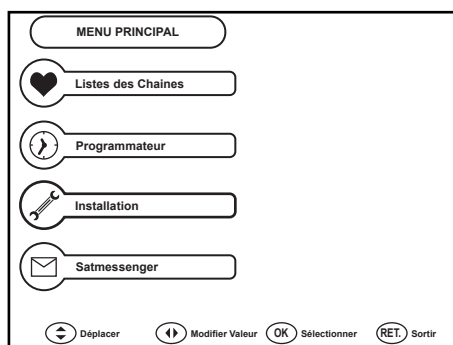 MENU PRINCIPAL
Listes des Chaines
Programmateur
Installation
Satmessenger
Déplacer Modifier Valeur OK Sélectionner RET. Sortir